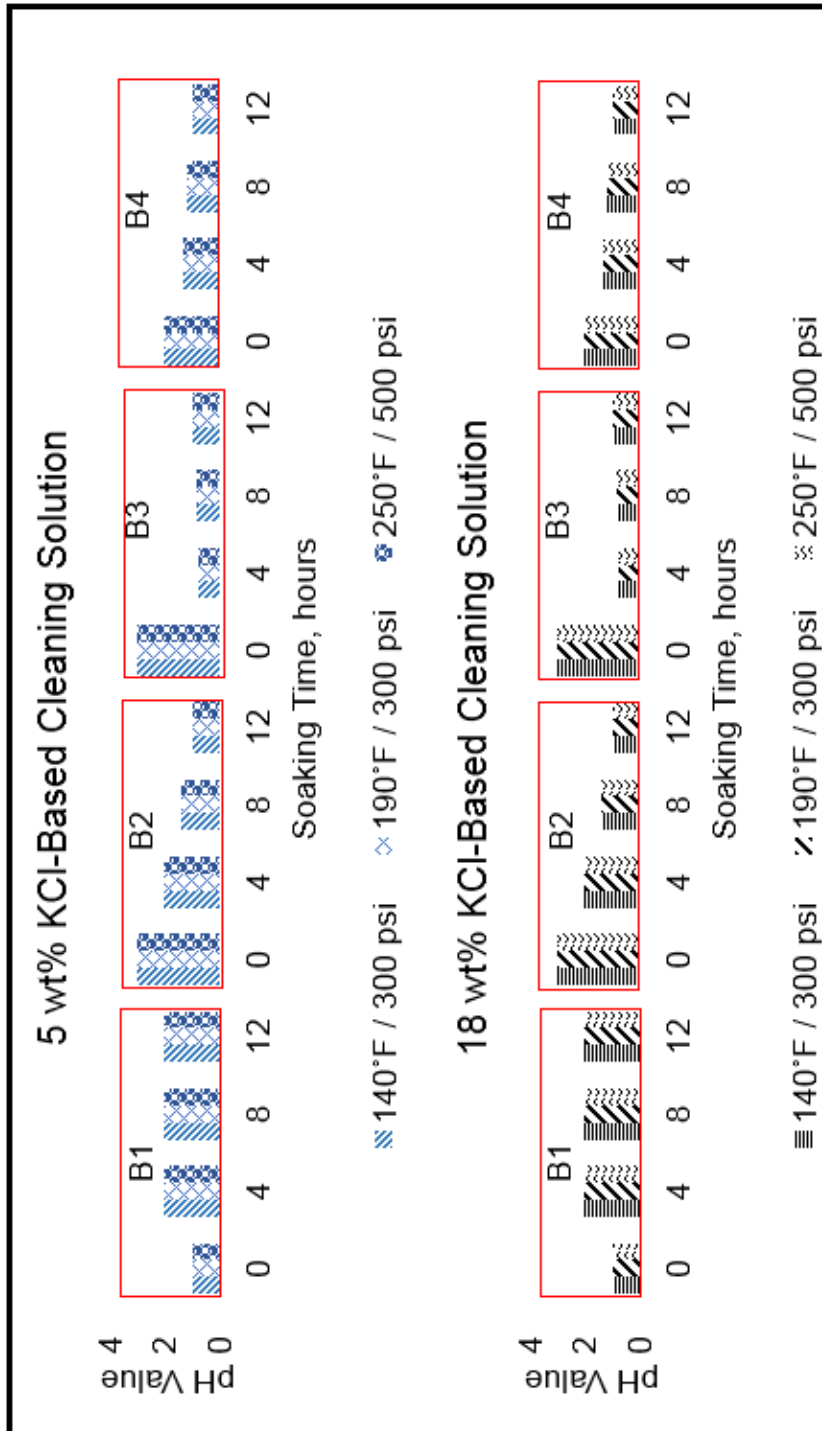 5 wt% KCl-Based Cleaning Solution
B1 B2 B3 B4
4
2
0
pH Value
0 4 8 12 0 4 8 12 0 4 8 12 0 4 8 12
Soaking Time, hours
140°F / 300 psi 190°F / 300 psi 250°F / 500 psi
18 wt% KCl-Based Cleaning Solution
B1 B2 B3 B4
4
2
0
pH Value
0 4 8 12 0 4 8 12 0 4 8 12 0 4 8 12
Soaking Time, hours
140°F / 300 psi 190°F / 300 psi 250°F / 500 psi